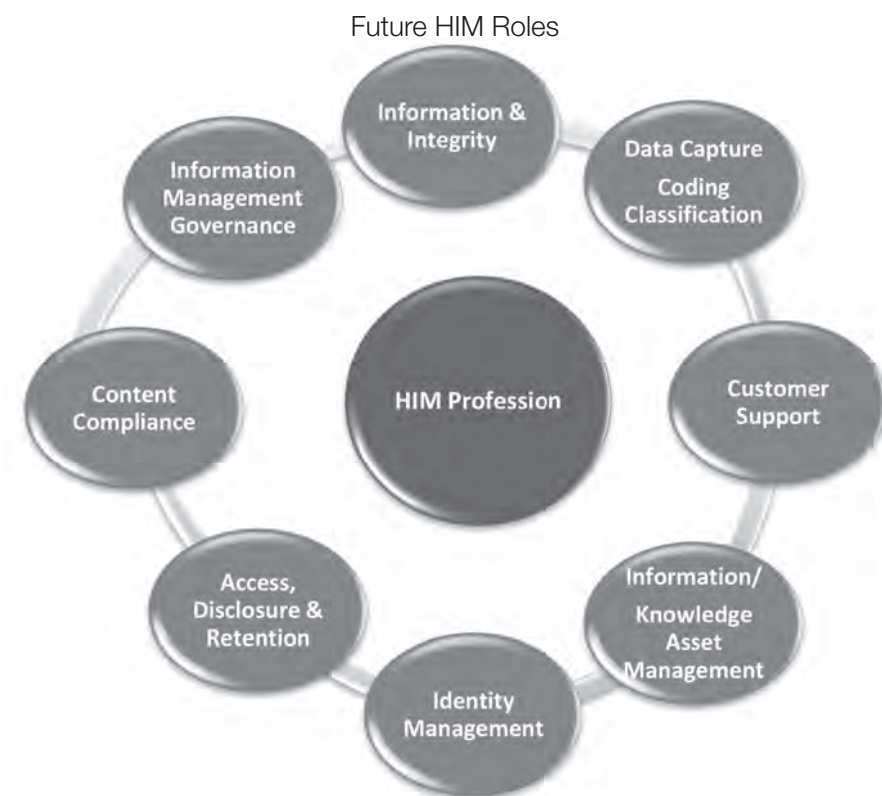 Future HIM Roles
Information &
Integrity
Data Capture
Coding
Classification
Customer
Support
Information/
Knowledge
Asset
Management
Identity
Management
Access,
Disclosure &
Retention
Content
Compliance
Information
Management
Governance
HIM Profession